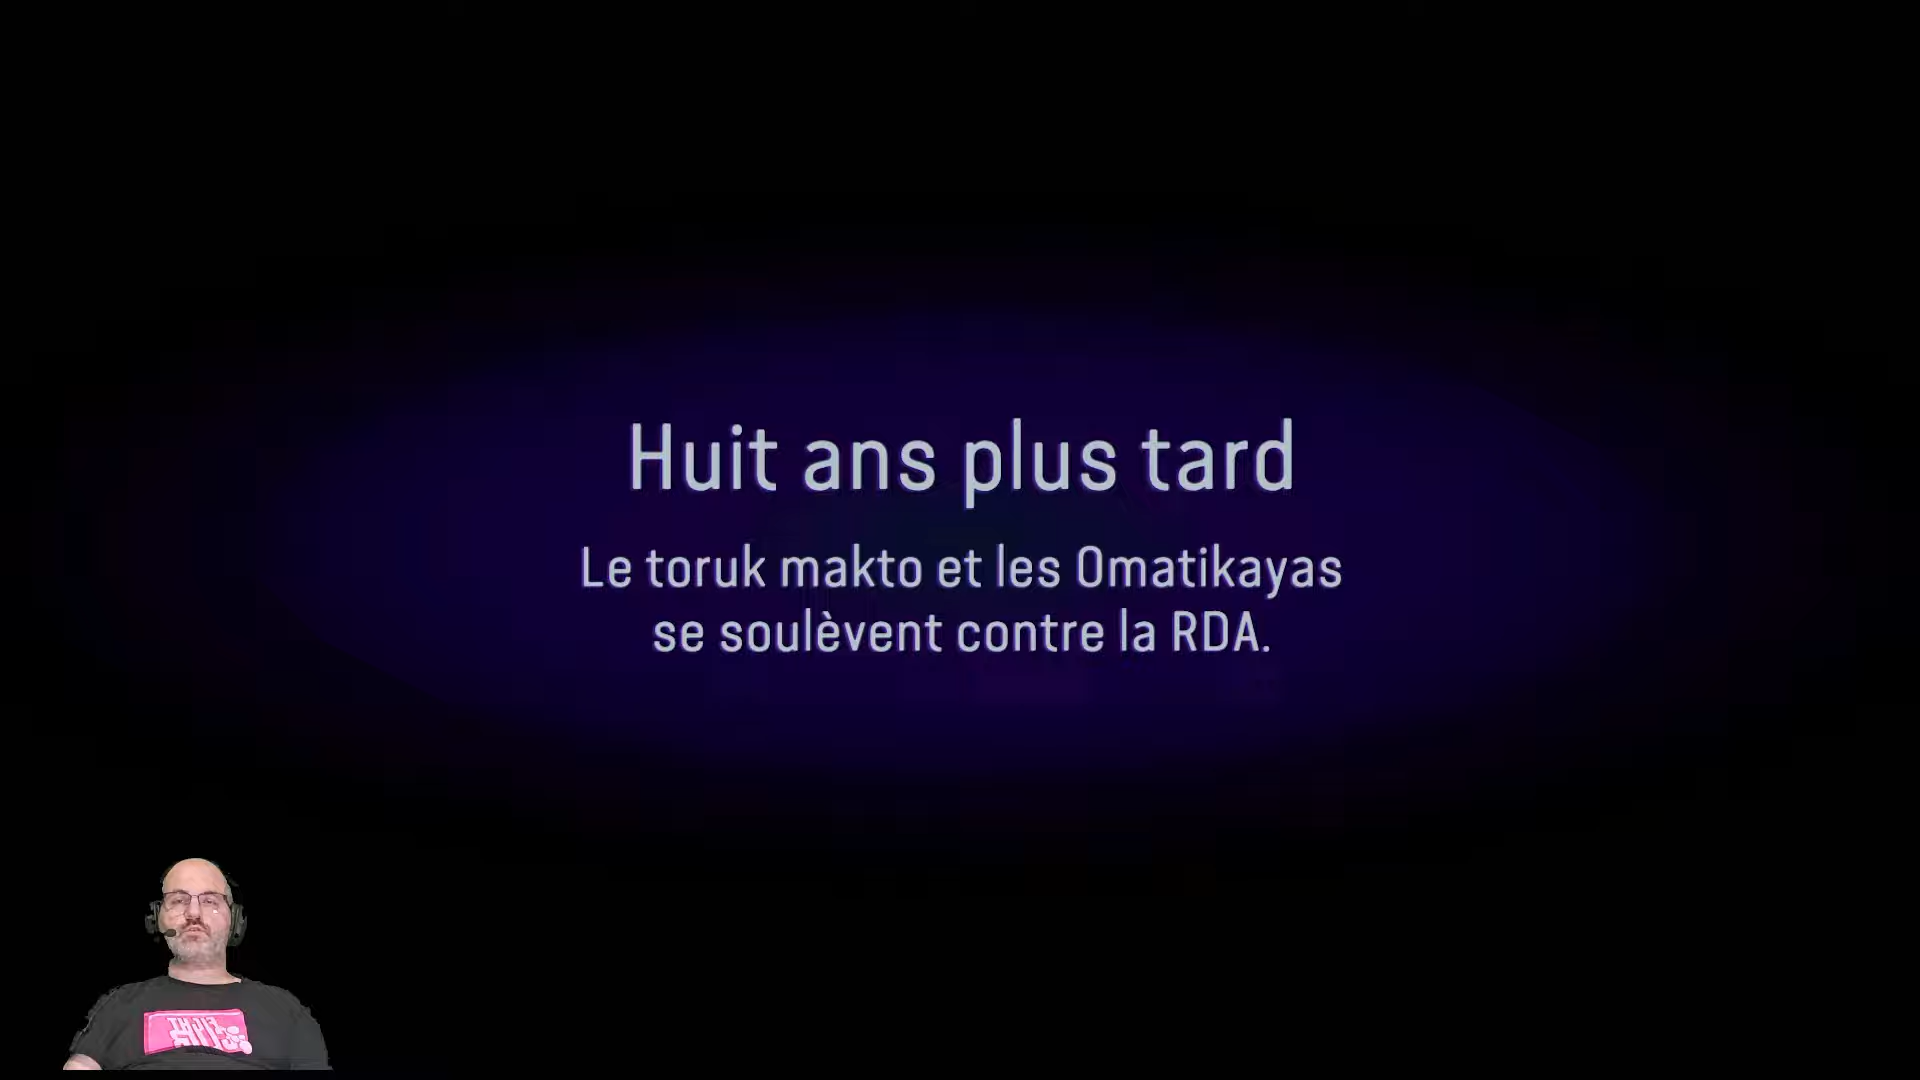 Huit ans plus tard
Le toruk makto et les Omatikayas
se soulèvent contre la RDA.